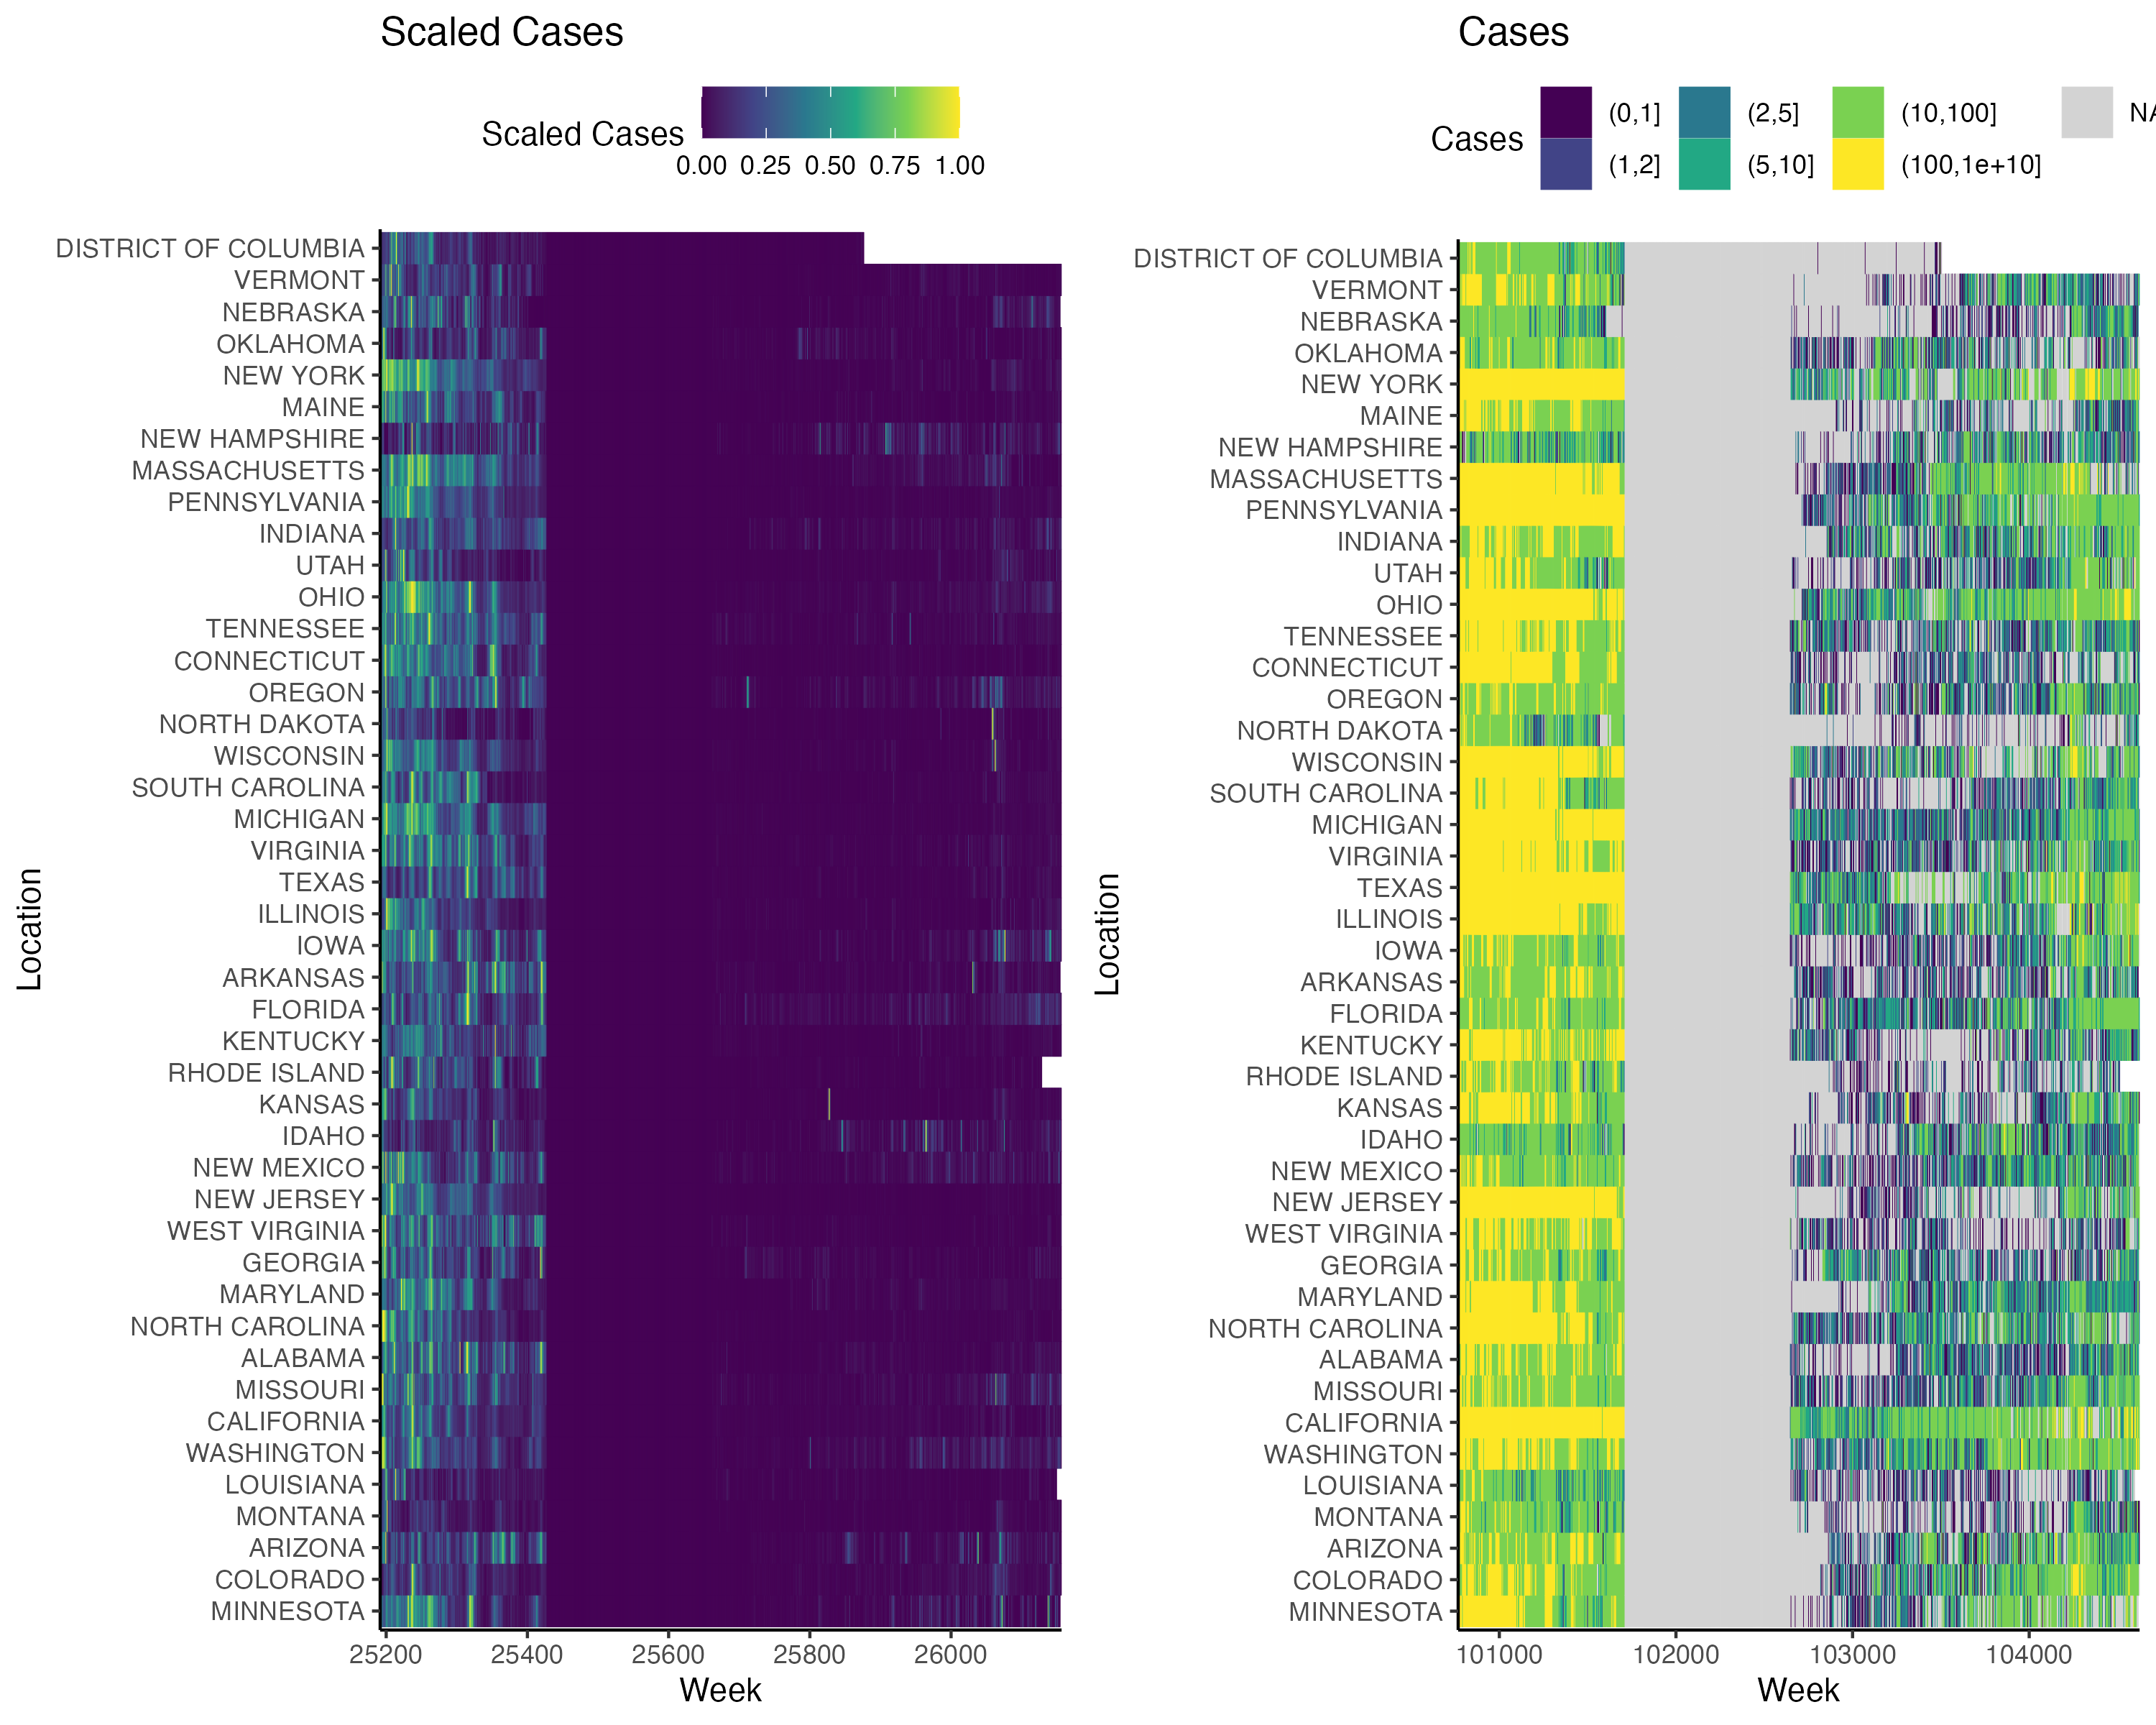 Scaled Cases
Scaled Cases
0.00 0.25 0.50 0.75 1.00
DISTRICT OF COLUMBIA
VERMONT
NEBRASKA
OKLAHOMA
NEW YORK
MAINE
NEW HAMPSHIRE
MASSACHUSETTS
PENNSYLVANIA
INDIANA
UTAH
OHIO
TENNESSEE
CONNECTICUT
OREGON
NORTH DAKOTA
WISCONSIN
SOUTH CAROLINA
MICHIGAN
VIRGINIA
TEXAS
ILLINOIS
IOWA
ARKANSAS
FLORIDA
KENTUCKY
RHODE ISLAND
KANSAS
IDAHO
NEW MEXICO
NEW JERSEY
WEST VIRGINIA
GEORGIA
MARYLAND
NORTH CAROLINA
ALABAMA
MISSOURI
CALIFORNIA
WASHINGTON
LOUISIANA
MONTANA
ARIZONA
COLORADO
MINNESOTA
Location
25200 25400 25600 25800 26000
Week
Cases
Cases
(0,1] (2,5] (10,100] NA
(1,2] (5,10] (100,1e+10]
DISTRICT OF COLUMBIA
VERMONT
NEBRASKA
OKLAHOMA
NEW YORK
MAINE
NEW HAMPSHIRE
MASSACHUSETTS
PENNSYLVANIA
INDIANA
UTAH
OHIO
TENNESSEE
CONNECTICUT
OREGON
NORTH DAKOTA
WISCONSIN
SOUTH CAROLINA
MICHIGAN
VIRGINIA
TEXAS
ILLINOIS
IOWA
ARKANSAS
FLORIDA
KENTUCKY
RHODE ISLAND
KANSAS
IDAHO
NEW MEXICO
NEW JERSEY
WEST VIRGINIA
GEORGIA
MARYLAND
NORTH CAROLINA
ALABAMA
MISSOURI
CALIFORNIA
WASHINGTON
LOUISIANA
MONTANA
ARIZONA
COLORADO
MINNESOTA
Location
101000 102000 103000 104000
Week